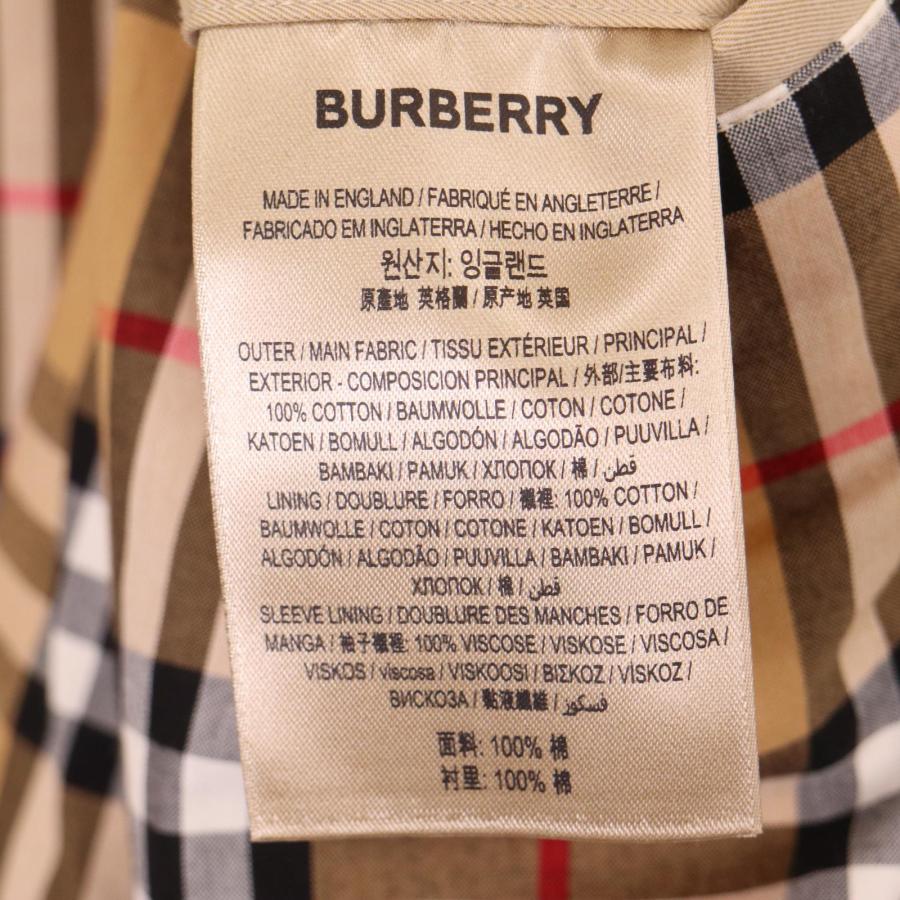 BURBERRY
MADE IN ENGLAND / FABRIQUÉ EN ANGLETERRE /
FABRICADO EM INGLATERRA / HECHO EN INGLATERRA
원산지: 잉글랜드
原產地 英格蘭 / 原产地 英国
OUTER / MAIN FABRIC / TISSU EXTÉRIEUR / PRINCIPAL /
EXTERIOR - COMPOSICION PRINCIPAL / 外部/主要布料:
100% COTTON / BAUMWOLLE / COTON / COTONE /
KATOEN / BOMULL / ALGODÓN / ALGODÃO / PUUVILLA /
BAMBAKI / PAMUK / ХЛОПОК / 棉 / قطن
LINING / DOUBLURE / FORRO / 襯裡: 100% COTTON /
BAUMWOLLE / COTON / COTONE / KATOEN / BOMULL /
ALGODÓN / ALGODÃO / PUUVILLA / BAMBAKI / PAMUK /
ХЛОПОК / 棉 / قطن
SLEEVE LINING / DOUBLURE DES MANCHES / FORRO DE
MANGA / 袖子襯裡: 100% VISCOSE / VISKOSE / VISCOSA /
VISKOS / viscosa / VISKOOSI / ΒΙΣΚΟΖ / VİSKOZ /
ВИСКОЗА / 黏液纖維 / فسكوز
面料: 100% 棉
衬里: 100% 棉